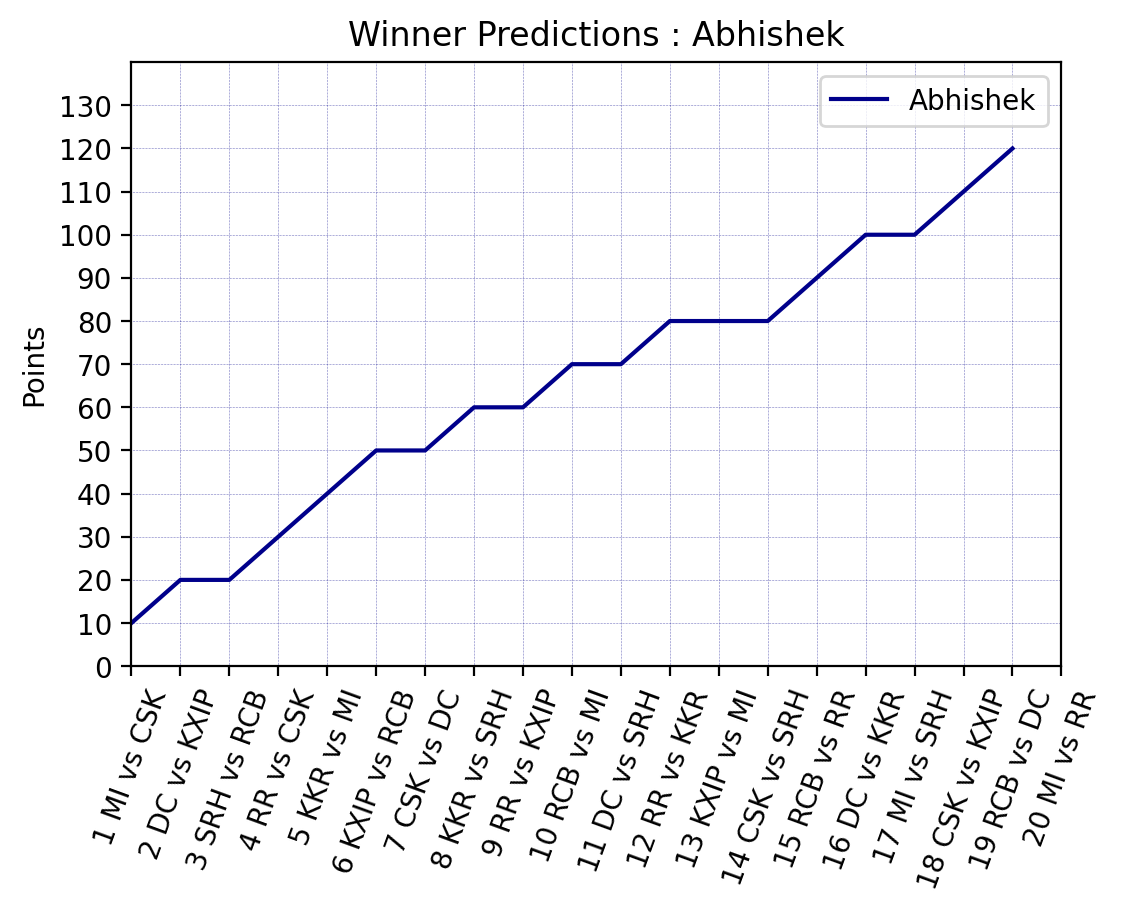 Winner Predictions : Abhishek
Abhishek
Points
130
120
110
100
90
80
70
60
50
40
30
20
10
0
1 MI vs CSK
2 DC vs KXIP
3 SRH vs RCB
4 RR vs CSK
5 KKR vs MI
6 KXIP vs RCB
7 CSK vs DC
8 KKR vs SRH
9 RR vs KXIP
10 RCB vs MI
11 DC vs SRH
12 RR vs KKR
13 KXIP vs MI
14 CSK vs SRH
15 RCB vs RR
16 DC vs KKR
17 MI vs SRH
18 CSK vs KXIP
19 RCB vs DC
20 MI vs RR